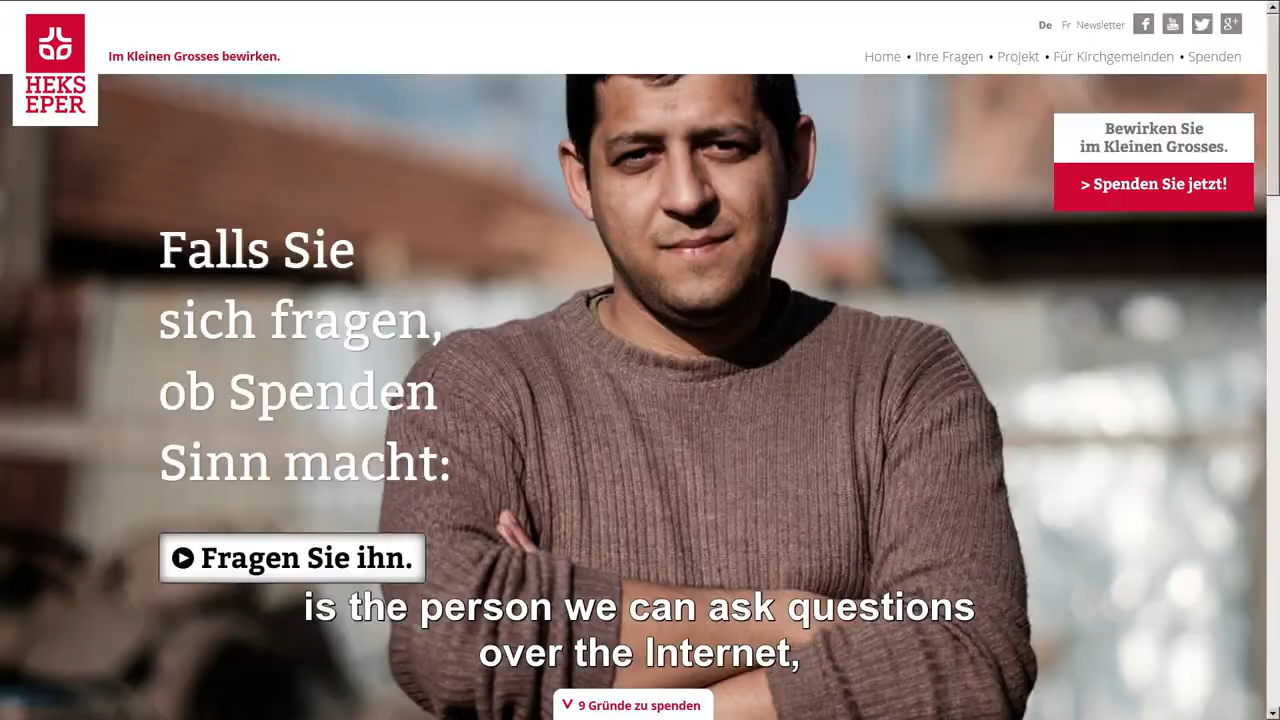 De Fr Newsletter
HEKS
EPER
Im Kleinen Grosses bewirken.
Home • Ihre Fragen • Projekt • Für Kirchgemeinden • Spenden
Bewirken Sie
im Kleinen Grosses.
> Spenden Sie jetzt!
Falls Sie
sich fragen,
ob Spenden
Sinn macht:
Fragen Sie ihn.
is the person we can ask questions
over the Internet,
9 Gründe zu spenden